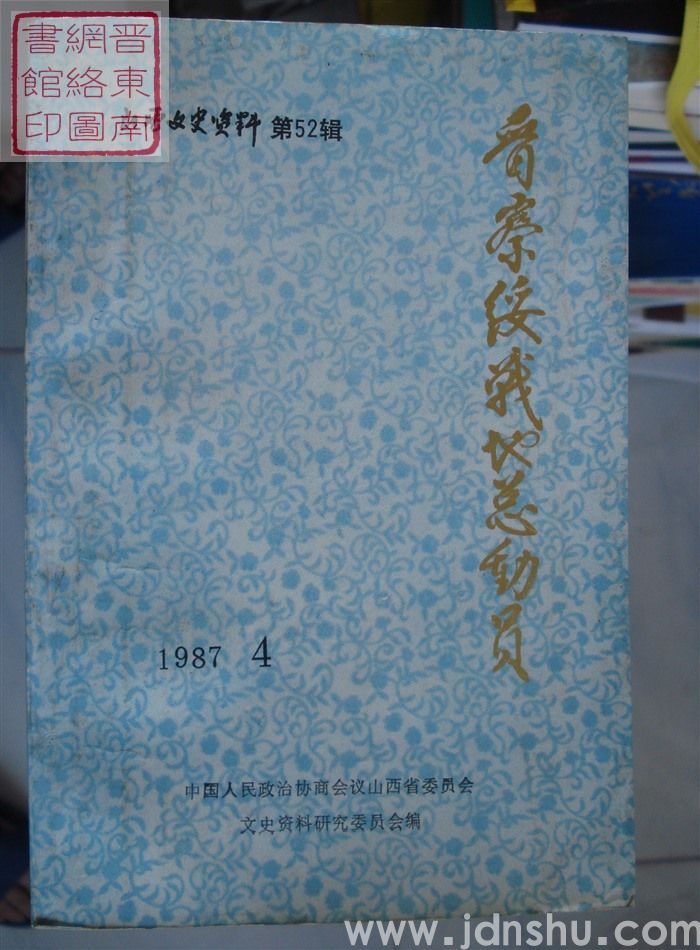 晋東南
網絡圖
書館印
山西文史资料 第52辑
晋察绥战地总动员
1987 4
中国人民政治协商会议山西省委员会
文史资料研究委员会编
www.jdnshu.com